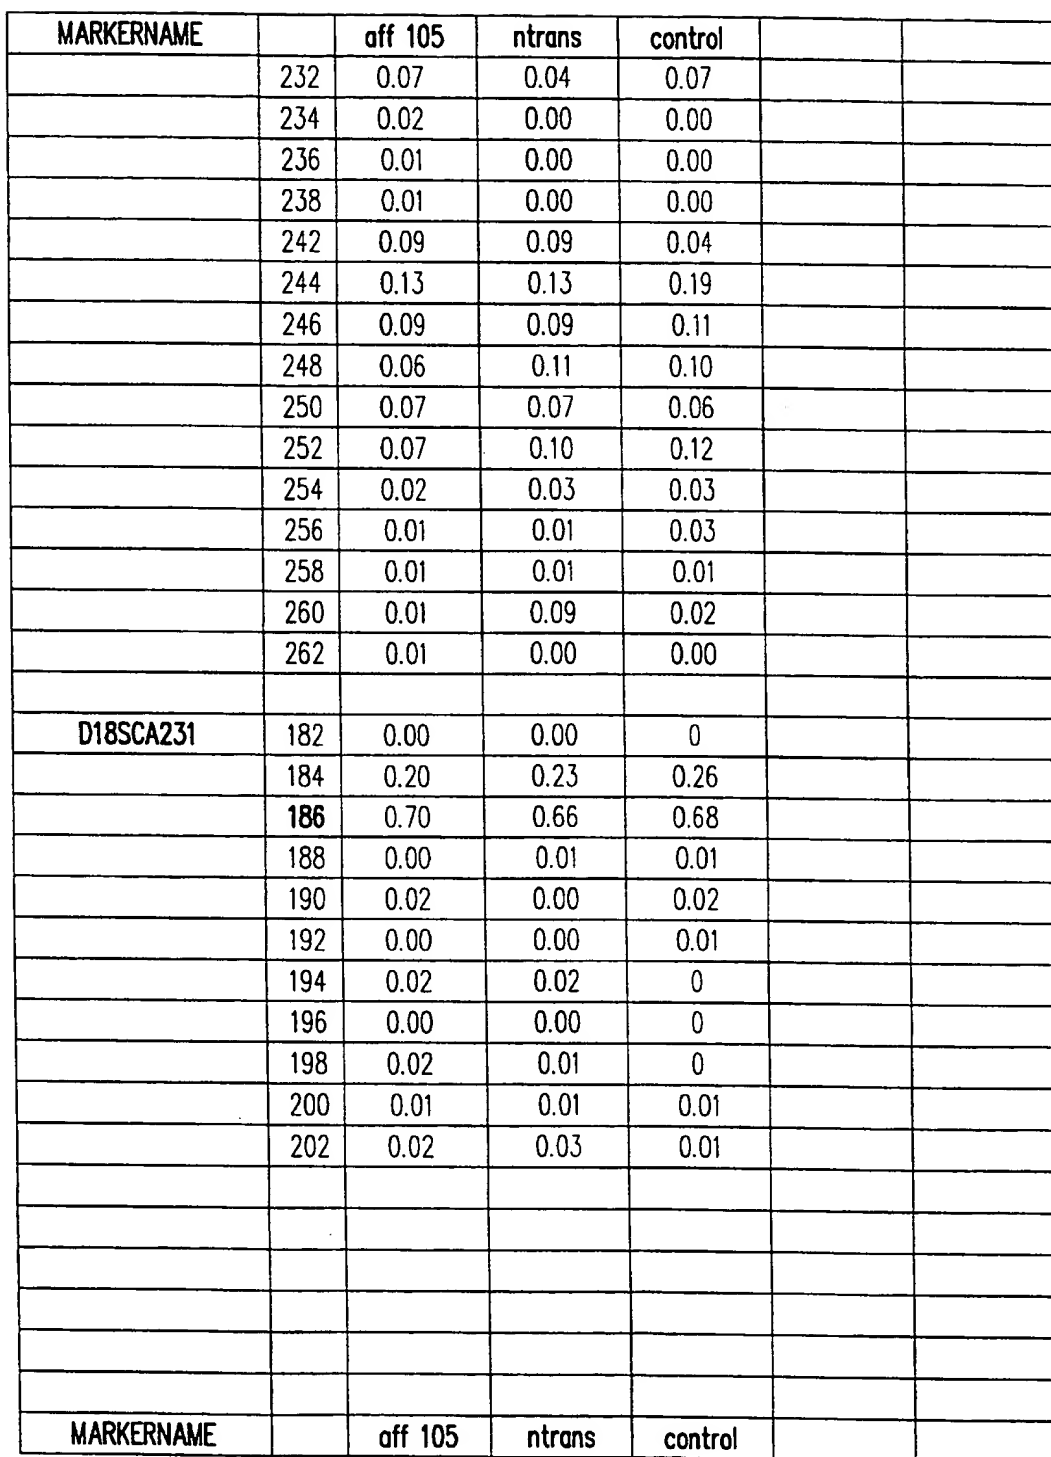 MARKERNAME aff 105 ntrans control
232 0.07 0.04 0.07
234 0.02 0.00 0.00
236 0.01 0.00 0.00
238 0.01 0.00 0.00
242 0.09 0.09 0.04
244 0.13 0.13 0.19
246 0.09 0.09 0.11
248 0.06 0.11 0.10
250 0.07 0.07 0.06
252 0.07 0.10 0.12
254 0.02 0.03 0.03
256 0.01 0.01 0.03
258 0.01 0.01 0.01
260 0.01 0.09 0.02
262 0.01 0.00 0.00
D18SCA231 182 0.00 0.00 0
184 0.20 0.23 0.26
186 0.70 0.66 0.68
188 0.00 0.01 0.01
190 0.02 0.00 0.02
192 0.00 0.00 0.01
194 0.02 0.02 0
196 0.00 0.00 0
198 0.02 0.01 0
200 0.01 0.01 0.01
202 0.02 0.03 0.01
MARKERNAME aff 105 ntrans control